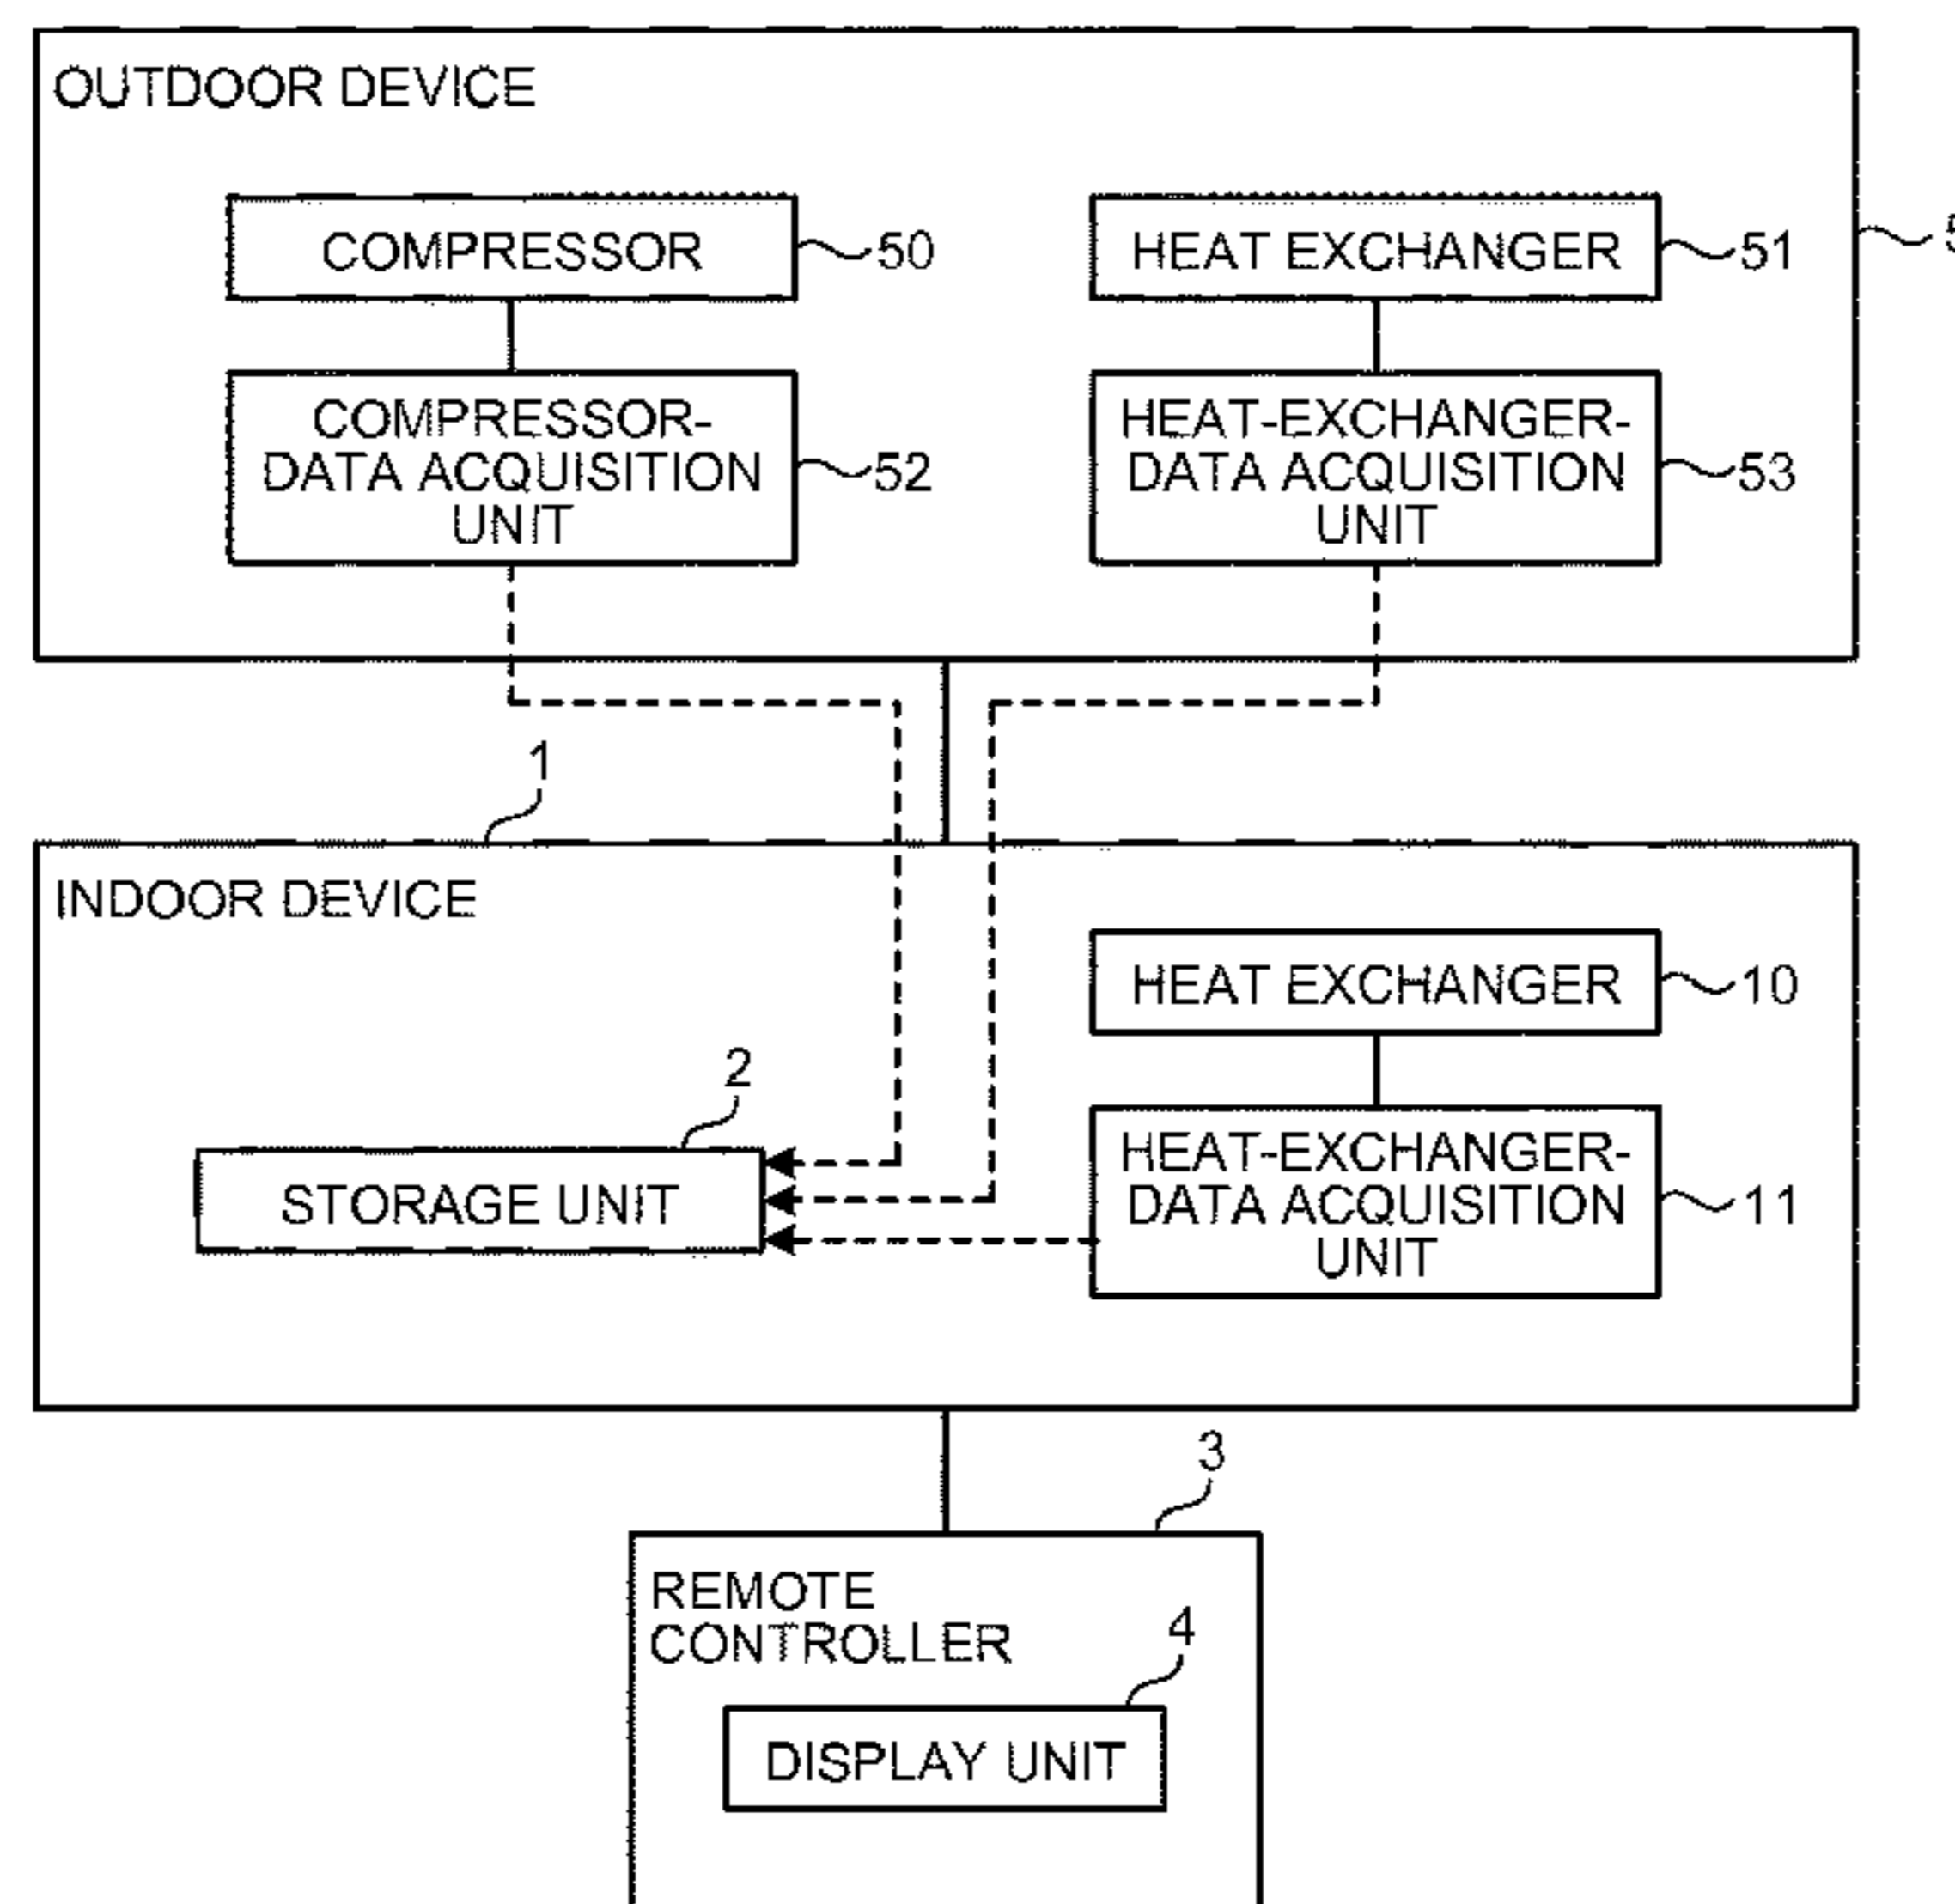 OUTDOOR DEVICE
COMPRESSOR
50
HEAT EXCHANGER
51
5
COMPRESSOR-
DATA ACQUISITION
UNIT
52
HEAT-EXCHANGER-
DATA ACQUISITION
UNIT
53
1
INDOOR DEVICE
HEAT EXCHANGER
10
2
STORAGE UNIT
HEAT-EXCHANGER-
DATA ACQUISITION
UNIT
11
3
REMOTE
CONTROLLER
4
DISPLAY UNIT